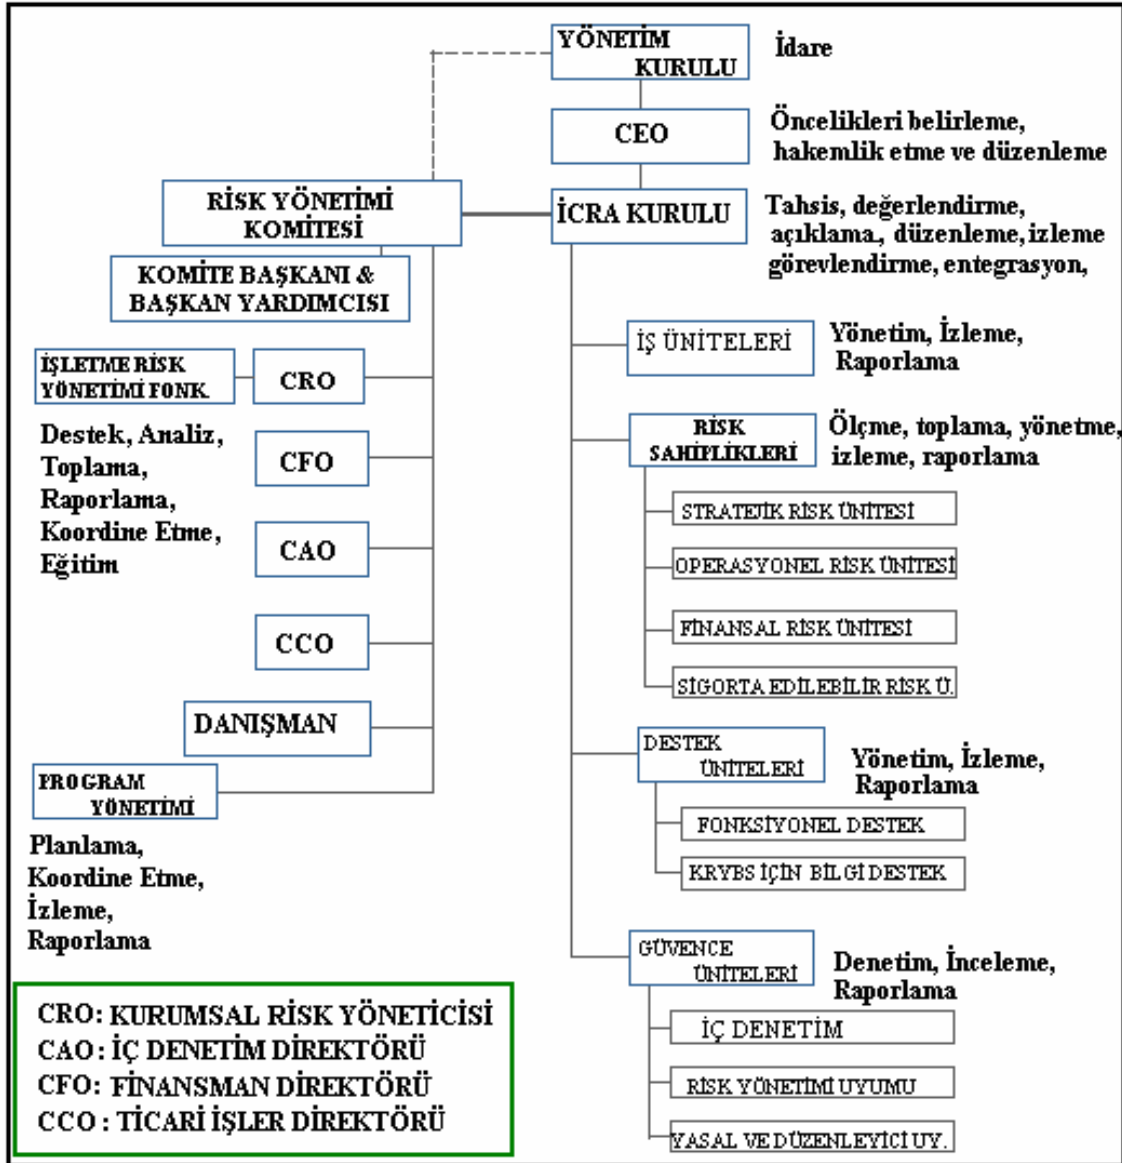 YÖNETİM
KURULU
İdare
CEO
Öncelikleri belirleme,
hakemlik etme ve düzenleme
RİSK YÖNETİMİ
KOMİTESİ
İCRA KURULU
Tahsis, değerlendirme,
açıklama, düzenleme, izleme
görevlendirme, entegrasyon,
KOMİTE BAŞKANI &
BAŞKAN YARDIMCISI
İŞLETME RİSK
YÖNETİMİ FONK.
CRO
Destek, Analiz,
Toplama,
Raporlama,
Koordine Etme,
Eğitim
CFO
CAO
CCO
DANIŞMAN
PROGRAM
YÖNETİMİ
Planlama,
Koordine Etme,
İzleme,
Raporlama
İŞ ÜNİTELERİ
Yönetim, İzleme,
Raporlama
RİSK
SAHİPLİKLERİ
Ölçme, toplama, yönetme,
izleme, raporlama
STRATEJİK RİSK ÜNİTESİ
OPERASYONEL RİSK ÜNİTESİ
FİNANSAL RİSK ÜNİTESİ
SİGORTA EDİLEBİLİR RİSK Ü.
DESTEK
ÜNİTELERİ
Yönetim, İzleme,
Raporlama
FONKSİYONEL DESTEK
KRYBS İÇİN BİLGİ DESTEK
GÜVENCE
ÜNİTELERİ
Denetim, İnceleme,
Raporlama
İÇ DENETİM
RİSK YÖNETİMİ UYUMU
YASAL VE DÜZENLEYİCİ UY.
CRO: KURUMSAL RİSK YÖNETİCİSİ
CAO : İÇ DENETİM DİREKTÖRÜ
CFO: FİNANSMAN DİREKTÖRÜ
CCO : TİCARİ İŞLER DİREKTÖRÜ